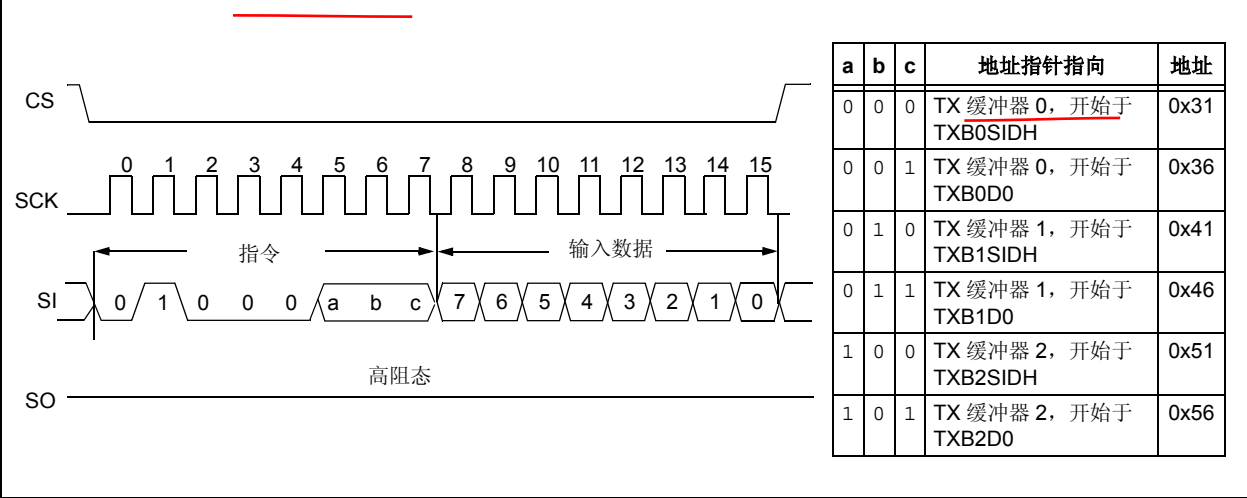 CS
SCK
0 1 2 3 4 5 6 7 8 9 10 11 12 13 14 15
指令
输入数据
SI
0 1 0 0 0 a b c 7 6 5 4 3 2 1 0
高阻态
SO
a b c 地址指针指向 地址
0 0 0 TX 缓冲器 0，开始于 0x31
TXB0SIDH
0 0 1 TX 缓冲器 0，开始于 0x36
TXB0D0
0 1 0 TX 缓冲器 1，开始于 0x41
TXB1SIDH
0 1 1 TX 缓冲器 1，开始于 0x46
TXB1D0
1 0 0 TX 缓冲器 2，开始于 0x51
TXB2SIDH
1 0 1 TX 缓冲器 2，开始于 0x56
TXB2D0